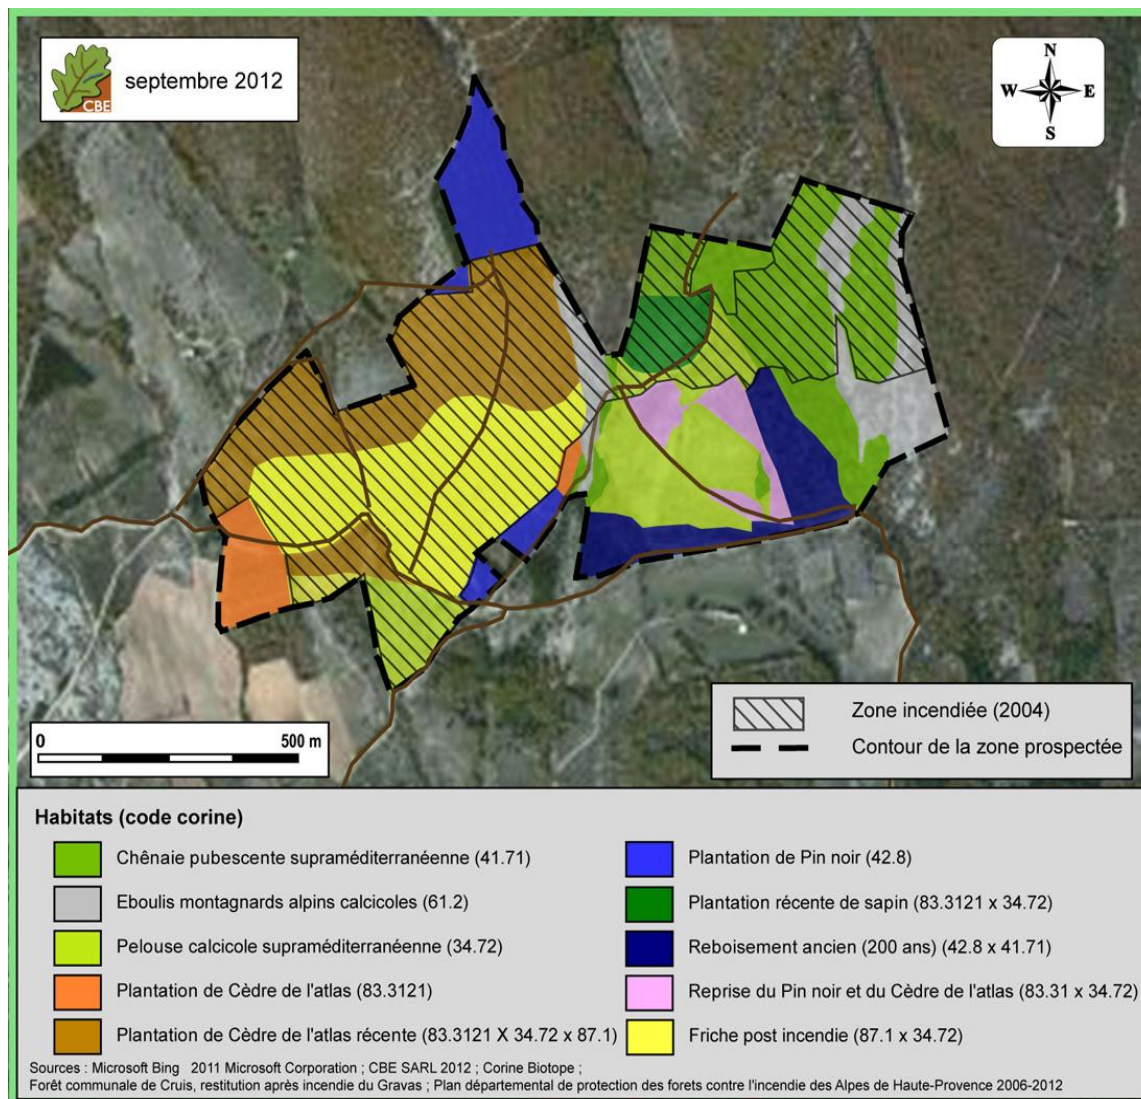 CBE
septembre 2012
N
W E
S
0 500 m
Zone incendiée (2004)
Contour de la zone prospectée
Habitats (code corine)
Chênaie pubescente supraméditerranéenne (41.71)
Eboulis montagnards alpins calcicoles (61.2)
Pelouse calcicole supraméditerranéenne (34.72)
Plantation de Cèdre de l'atlas (83.3121)
Plantation de Cèdre de l'atlas récente (83.3121 X 34.72 x 87.1)
Plantation de Pin noir (42.8)
Plantation récente de sapin (83.3121 x 34.72)
Reboisement ancien (200 ans) (42.8 x 41.71)
Reprise du Pin noir et du Cèdre de l'atlas (83.31 x 34.72)
Friche post incendie (87.1 x 34.72)
Sources : Microsoft Bing 2011 Microsoft Corporation ; CBE SARL 2012 ; Corine Biotope ;
Forêt communale de Cruis, restitution après incendie du Gravas ; Plan départemental de protection des forets contre l'incendie des Alpes de Haute-Provence 2006-2012